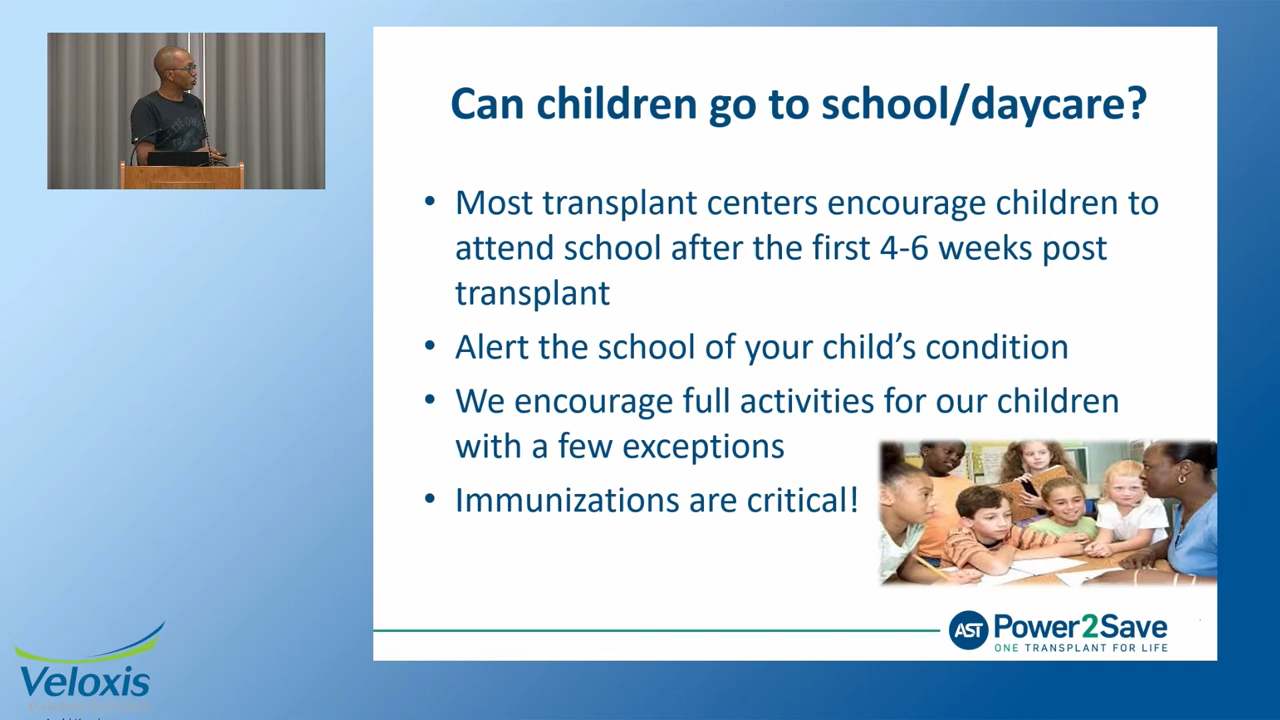 Can children go to school/daycare?
• Most transplant centers encourage children to
attend school after the first 4-6 weeks post
transplant
• Alert the school of your child's condition
• We encourage full activities for our children
with a few exceptions
• Immunizations are critical!
AST Power2Save
ONE TRANSPLANT FOR LIFE
Veloxis